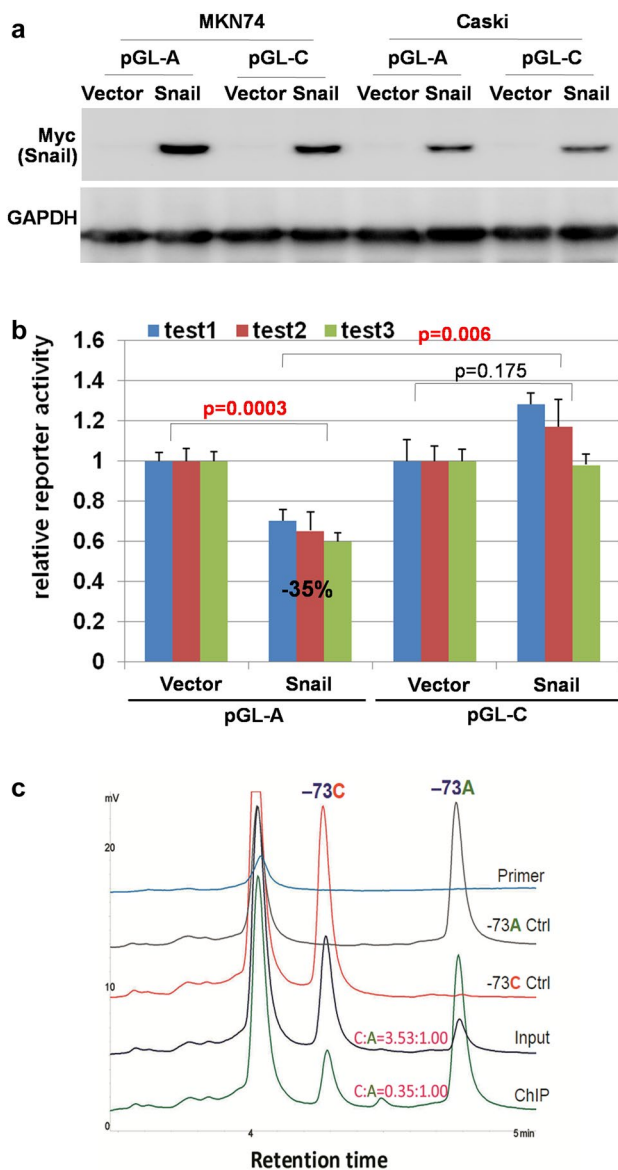 a
MKN74 Caski
pGL-A pGL-C pGL-A pGL-C
Vector Snail Vector Snail Vector Snail Vector Snail
Myc
(Snail)
GAPDH
b
test1 test2 test3
relative reporter activity
1.6
1.4
1.2
1
0.8
0.6
0.4
0.2
0
p=0.006
p=0.175
p=0.0003
-35%
Vector Snail Vector Snail
pGL-A pGL-C
c
–73C –73A
mV
20
10
0
Primer
-73A Ctrl
-73C Ctrl
C:A=3.53:1.00 Input
C:A=0.35:1.00 ChIP
4 5min
Retention time